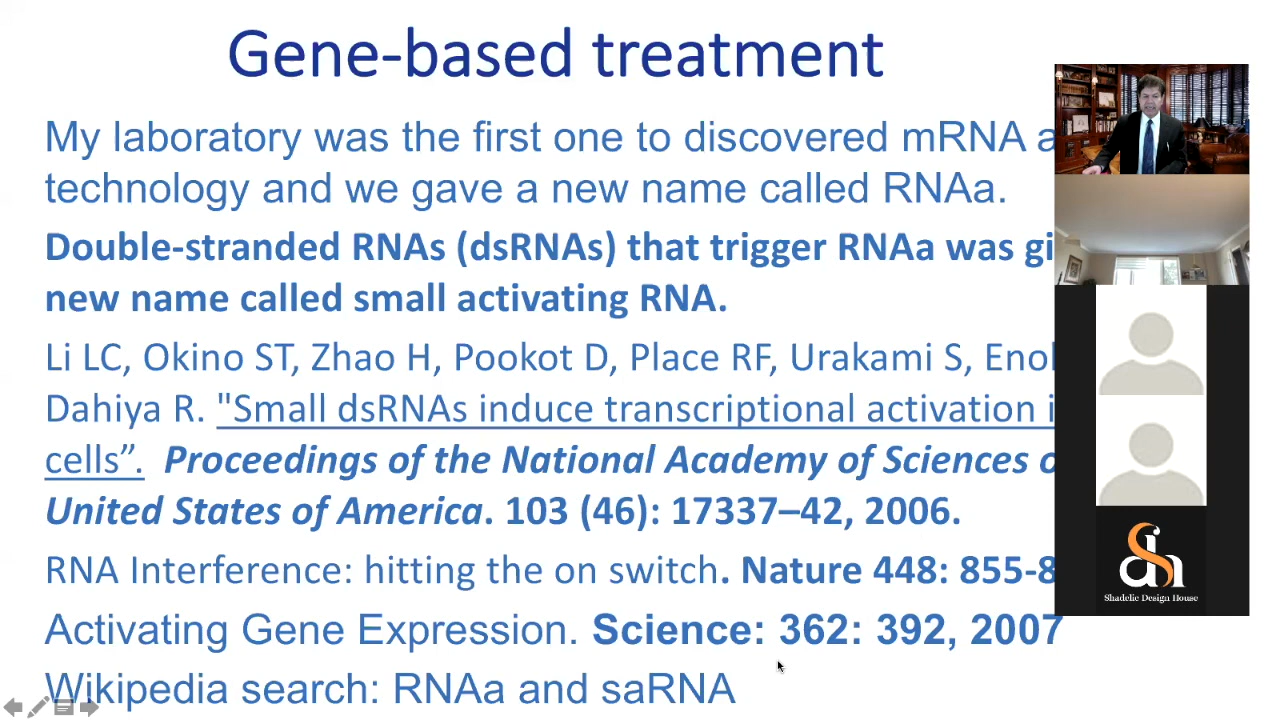 Gene-based treatment
My laboratory was the first one to discovered mRNA a
technology and we gave a new name called RNAa.
Double-stranded RNAs (dsRNAs) that trigger RNAa was gi
new name called small activating RNA.
Li LC, Okino ST, Zhao H, Pookot D, Place RF, Urakami S, Enol
Dahiya R. "Small dsRNAs induce transcriptional activation i
cells”. Proceedings of the National Academy of Sciences o
United States of America. 103 (46): 17337–42, 2006.
RNA Interference: hitting the on switch. Nature 448: 855-8
Activating Gene Expression. Science: 362: 392, 2007
Wikipedia search: RNAa and saRNA
Shadelic Design House